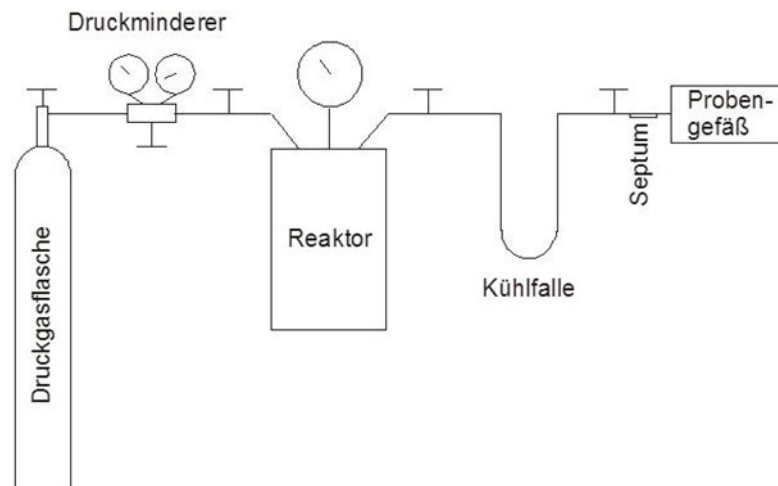 Druckminderer
Druckgasflasche
Reaktor
Kühlfalle
Septum
Proben-
gefäß